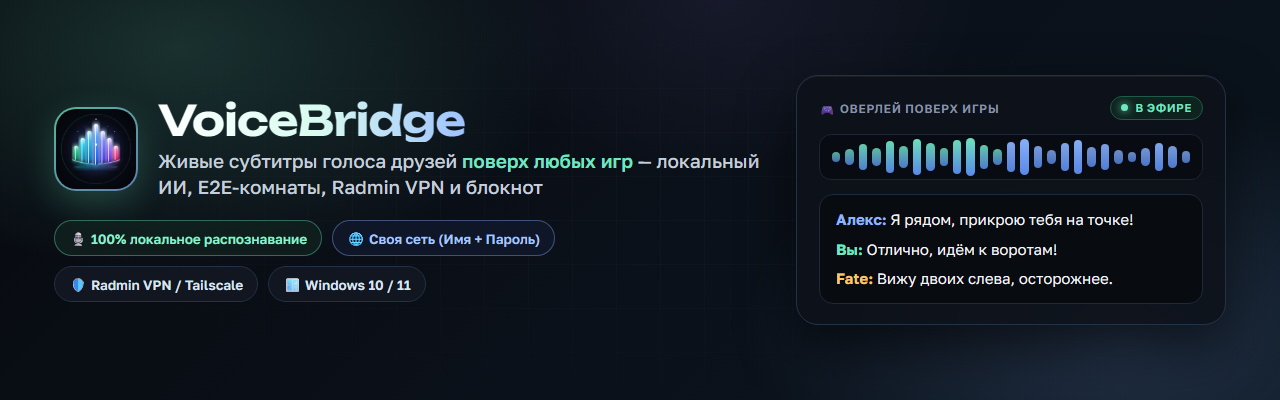 VoiceBridge
Живые субтитры голоса друзей поверх любых игр — локальный
ИИ, E2E-комнаты, Radmin VPN и блокнот
100% локальное распознавание
Своя сеть (Имя + Пароль)
Radmin VPN / Tailscale
Windows 10 / 11
ОВЕРЛЕЙ ПОВЕРХ ИГРЫ
В ЭФИРЕ
Алекс: Я рядом, прикрою тебя на точке!
Вы: Отлично, идём к воротам!
Fate: Вижу двоих слева, осторожнее.